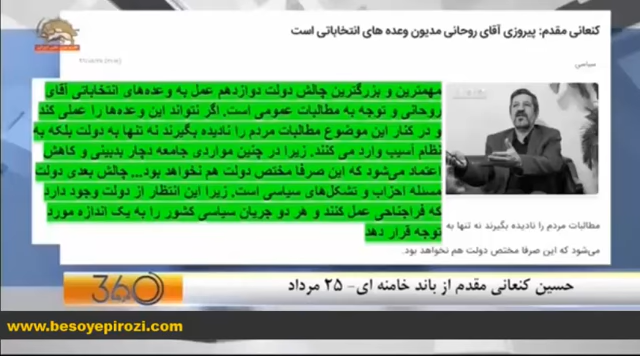 کنعانی مقدم: پیروزی آقای روحانی مدیون وعده های انتخاباتی است
سیاسی
مهمترین و بزرگترین چالش دولت دوازدهم عمل به وعده‌های انتخاباتی آقای
روحانی و توجه به مطالبات عمومی است. اگر نتواند این وعده‌ها را عملی کند
و در کنار این موضوع مطالبات مردم را نادیده بگیرند نه تنها به دولت بلکه به
نظام آسیب وارد می کنند. زیرا در چنین مواردی جامعه دچار بدبینی و کاهش
اعتماد می‌شود که این صرفا مختص دولت هم نخواهد بود... چالش بعدی دولت
مسئله احزاب و تشکل‌های سیاسی است. زیرا این انتظار از دولت وجود دارد
که فراجناحی عمل کنند و هر دو جریان سیاسی کشور را به یک اندازه مورد
توجه قرار دهد
مطالبات مردم را نادیده بگیرند نه تنها به
می‌شود که این صرفا مختص دولت هم نخواهد بود.
حسین کنعانی مقدم از باند خامنه ای- ۲۵ مرداد
360
www.besoyepirozi.com